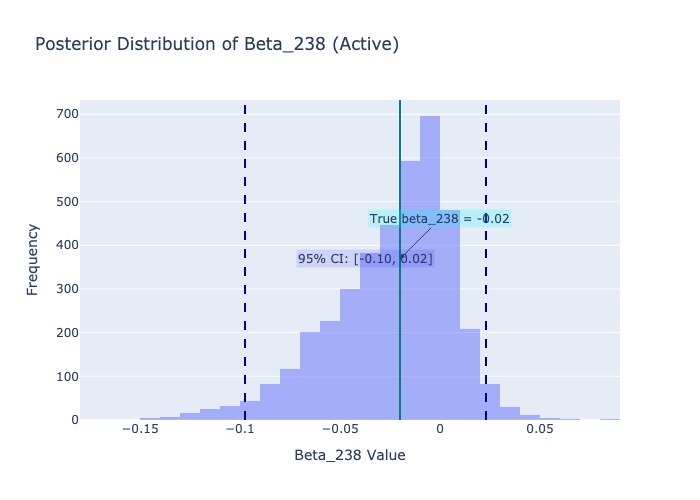 Posterior Distribution of Beta_238 (Active)
700
600
500
400
300
200
100
0
Frequency
True beta_238 = -0.02
95% CI: [-0.10, 0.02]
−0.15
−0.1
−0.05
0
0.05
Beta_238 Value